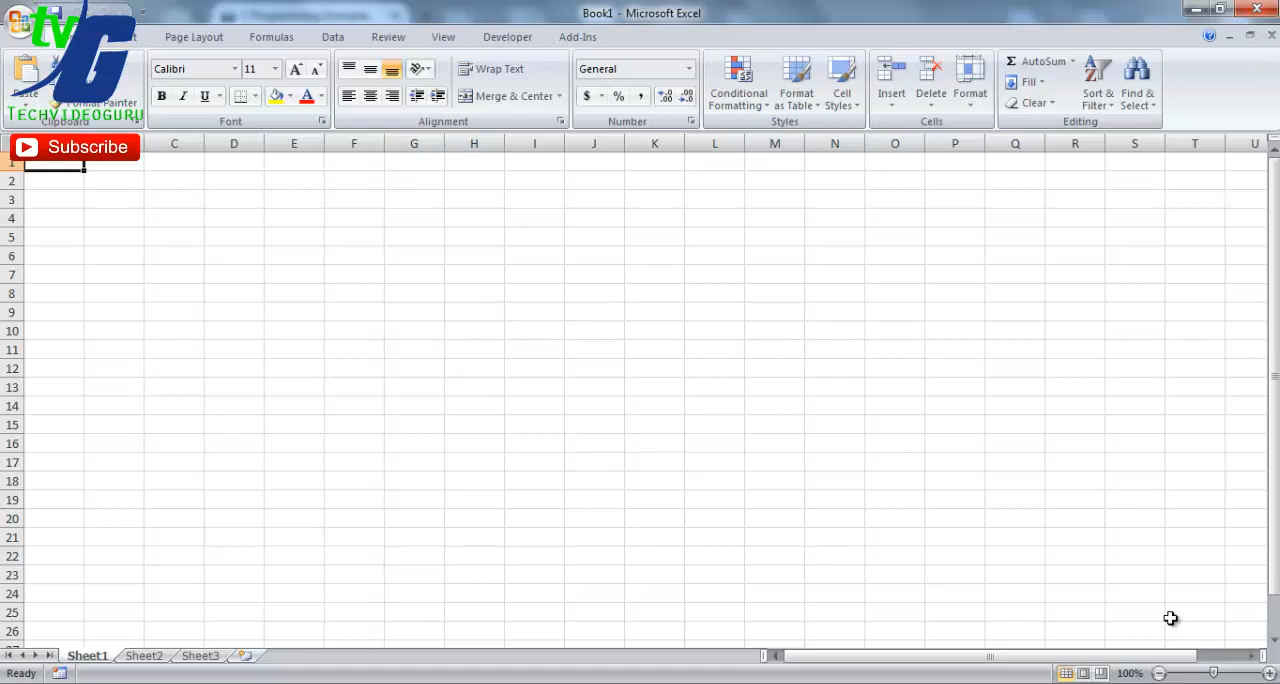 Book1 - Microsoft Excel
tvG
TECHVIDEOGURU
Subscribe
Page Layout Formulas Data Review View Developer Add-Ins
Calibri 11 Wrap Text General Conditional Formatting Format as Table Cell Styles Insert Delete Format Σ AutoSum Fill Clear Sort & Filter Find & Select
Paste Format Painter B I U A Merge & Center $ % ,
Clipboard Font Alignment Number Styles Cells Editing
C D E F G H I J K L M N O P Q R S T U
1
2
3
4
5
6
7
8
9
10
11
12
13
14
15
16
17
18
19
20
21
22
23
24
25
26
Sheet1 Sheet2 Sheet3
Ready 100%